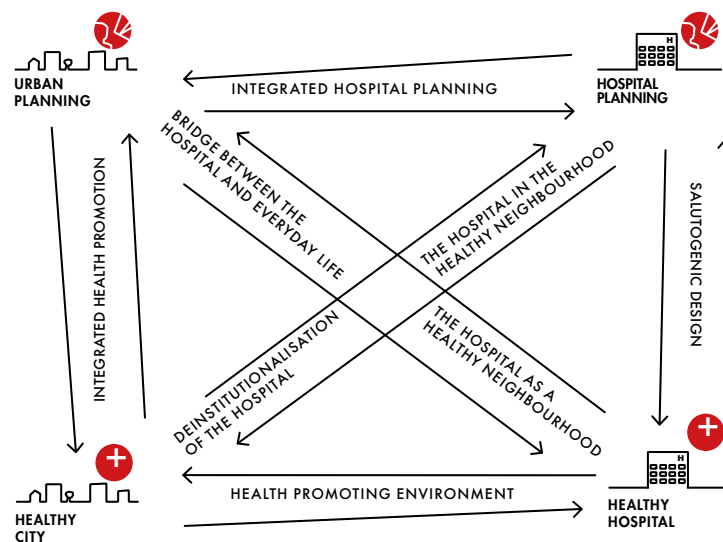 URBAN
PLANNING
INTEGRATED HOSPITAL PLANNING
H
HOSPITAL
PLANNING
BRIDGE BETWEEN THE
HOSPITAL AND EVERYDAY LIFE
THE HOSPITAL IN THE
HEALTHY NEIGHBOURHOOD
INTEGRATED HEALTH PROMOTION
SALUTOGENIC DESIGN
DEINSTITUTIONALISATION
OF THE HOSPITAL
THE HOSPITAL AS A
HEALTHY NEIGHBOURHOOD
HEALTHY
CITY
HEALTH PROMOTING ENVIRONMENT
H
HEALTHY
HOSPITAL